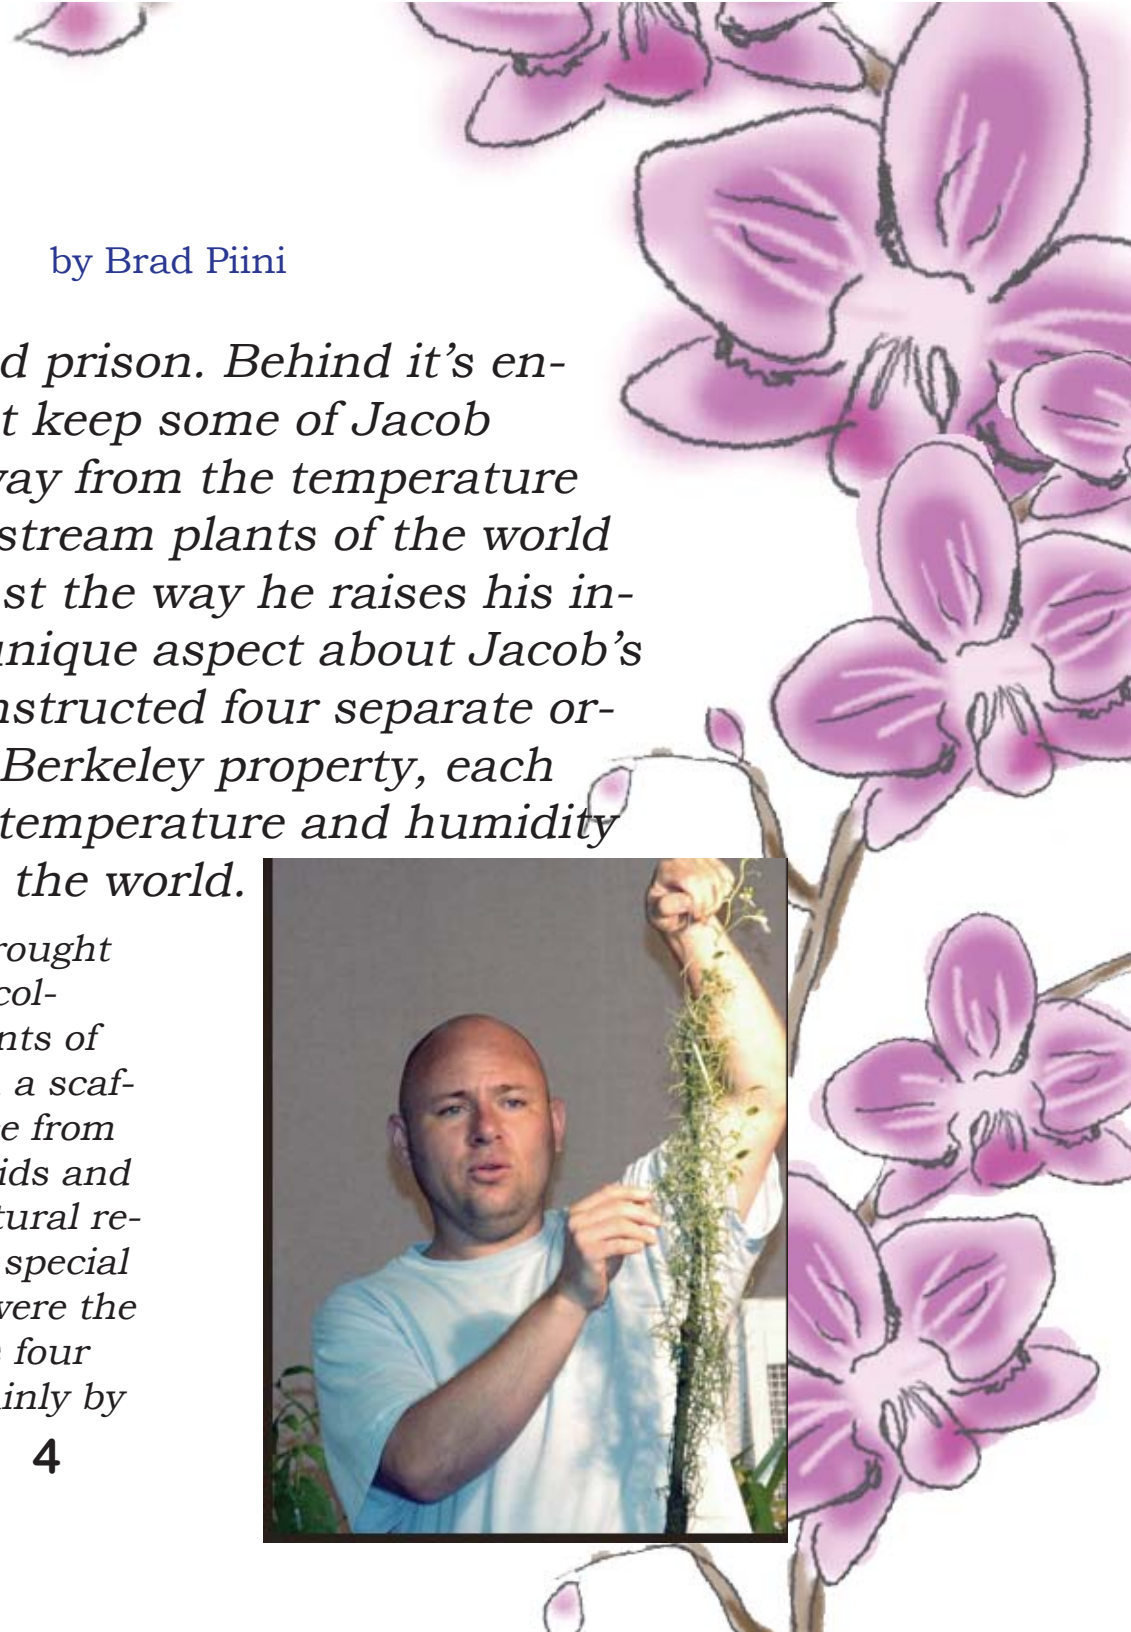 by Brad Piini
d prison. Behind it's en-
t keep some of Jacob
way from the temperature
stream plants of the world
st the way he raises his in-
unique aspect about Jacob's
nstructed four separate or-
Berkeley property, each
temperature and humidity
the world.
rought
col-
nts of
a scaf-
e from
ids and
tural re-
special
were the
four
inly by
4